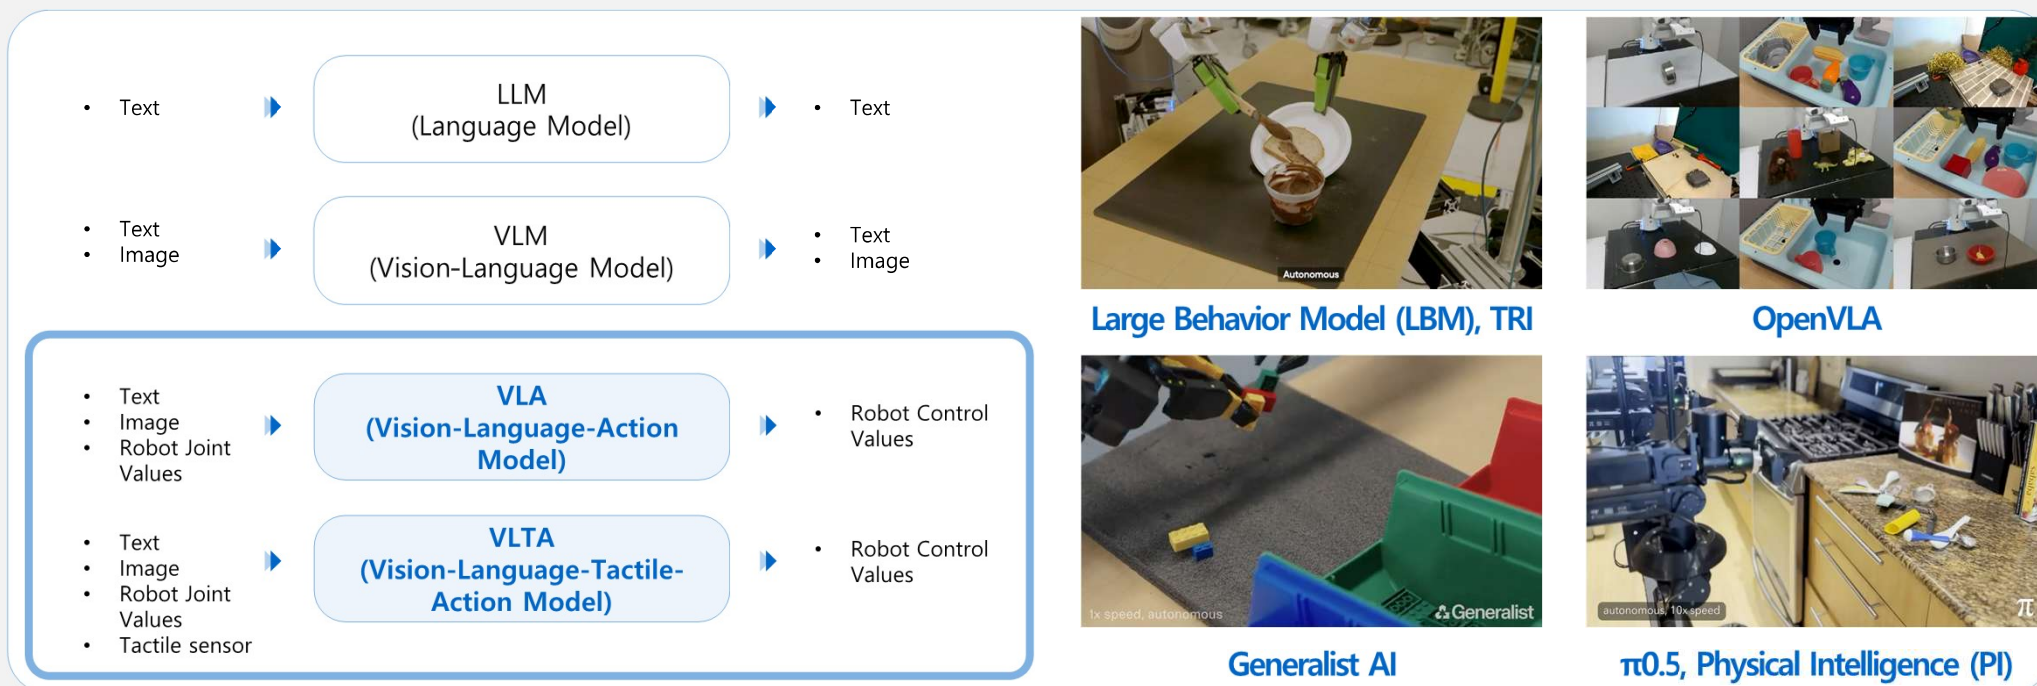 • Text
LLM
(Language Model)
• Text
• Text
• Image
VLM
(Vision-Language Model)
• Text
• Image
• Text
• Image
• Robot Joint
Values
VLA
(Vision-Language-Action
Model)
• Robot Control
Values
• Text
• Image
• Robot Joint
Values
• Tactile sensor
VLTA
(Vision-Language-Tactile-
Action Model)
• Robot Control
Values
Autonomous
Large Behavior Model (LBM), TRI
OpenVLA
1x speed, autonomous
Generalist
Generalist AI
autonomous, 10x speed
π
π0.5, Physical Intelligence (PI)